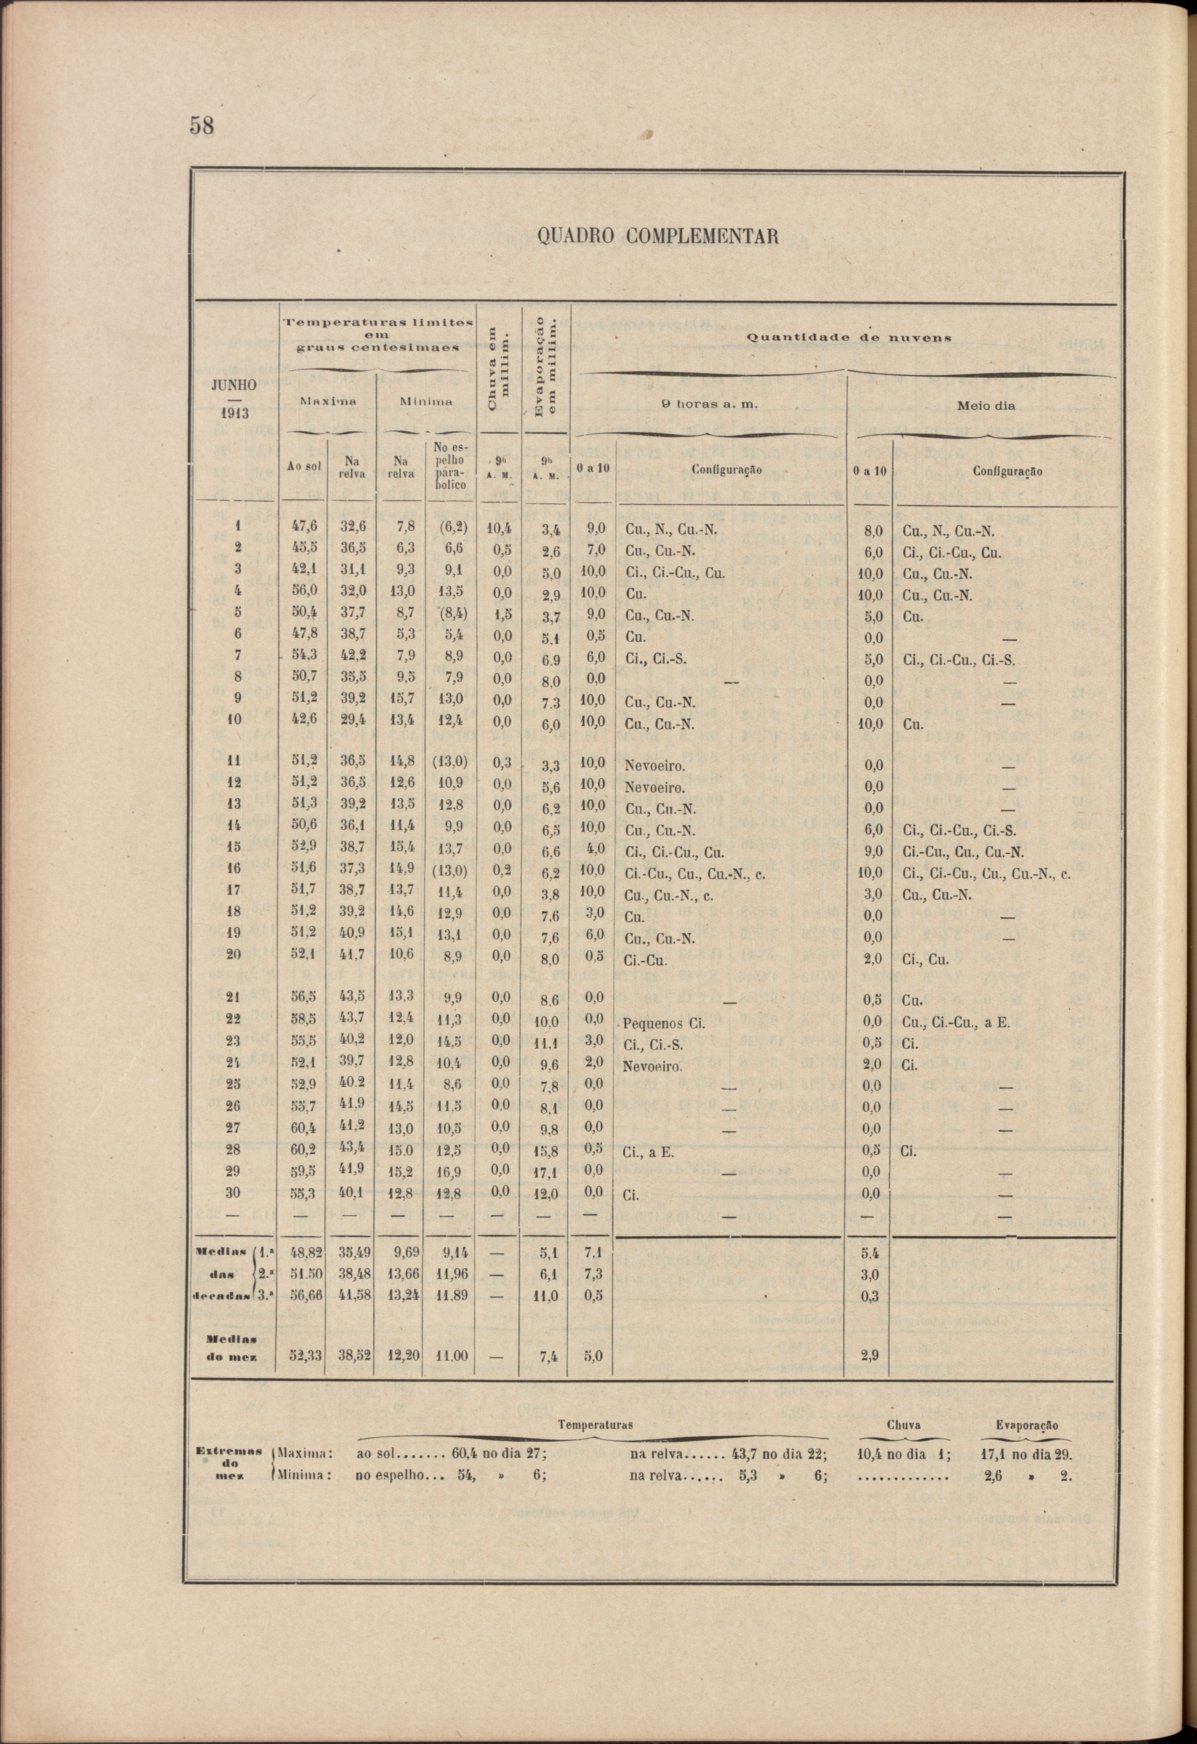 58
QUADRO COMPLEMENTAR
JUNHO
—
1913
Temperaturas limites
em
graus centesimaes
Chuva em
millim.
Evaporação
em millim.
Quantidade de nuvens
Maxima
Minima
9 horas a. m.
Meio dia
Ao sol
Na
relva
Na
relva
No es-
pelho
para-
bolico
9h
A. M.
9h
A. M.
0 a 10
Configuração
0 a 10
Configuração
1 47,6 32,6 7,8 (6,2) 10,4 3,4 9,0 Cu., N., Cu.-N. 8,0 Cu., N., Cu.-N.
2 45,5 36,5 6,3 6,6 0,5 2,6 7,0 Cu., Cu.-N. 6,0 Ci., Ci.-Cu., Cu.
3 42,1 31,1 9,3 9,1 0,0 5,0 10,0 Ci., Ci.-Cu., Cu. 10,0 Cu., Cu.-N.
4 56,0 32,0 13,0 13,5 0,0 2,9 10,0 Cu. 10,0 Cu., Cu.-N.
5 50,4 37,7 8,7 (8,4) 1,5 3,7 9,0 Cu., Cu.-N. 5,0 Cu.
6 47,8 38,7 5,3 5,4 0,0 5.1 0,5 Cu. 0,0 —
7 54,3 42,2 7,9 8,9 0,0 6.9 6,0 Ci., Ci.-S. 5,0 Ci., Ci.-Cu., Ci.-S.
8 50,7 35,5 9,5 7,9 0,0 8,0 0,0 — 0,0 —
9 51,2 39,2 15,7 13,0 0,0 7.3 10,0 Cu., Cu.-N. 0,0 —
10 42,6 29,4 13,4 12,4 0,0 6,0 10,0 Cu., Cu.-N. 10,0 Cu.
11 51,2 36,5 14,8 (13,0) 0,3 3,3 10,0 Nevoeiro. 0,0 —
12 51,2 36,5 12,6 10,9 0,0 5,6 10,0 Nevoeiro. 0,0 —
13 51,3 39,2 13,5 12,8 0,0 6,2 10,0 Cu., Cu.-N. 0,0 —
14 50,6 36,1 11,4 9,9 0,0 6,5 10,0 Cu., Cu.-N. 6,0 Ci., Ci.-Cu., Ci.-S.
15 52,9 38,7 15,4 13,7 0,0 6,6 4,0 Ci., Ci.-Cu., Cu. 9,0 Ci.-Cu., Cu., Cu.-N.
16 51,6 37,3 14,9 (13,0) 0,2 6,2 10,0 Ci.-Cu., Cu., Cu.-N., c. 10,0 Ci., Ci.-Cu., Cu., Cu.-N., c.
17 51,7 38,7 13,7 11,4 0,0 3,8 10,0 Cu., Cu.-N., c. 3,0 Cu., Cu.-N.
18 51,2 39,2 14,6 12,9 0,0 7.6 3,0 Cu. 0,0 —
19 51,2 40,9 15,1 13,1 0,0 7,6 6,0 Cu., Cu.-N. 0,0 —
20 52,1 41,7 10,6 8,9 0,0 8,0 0,5 Ci.-Cu. 2,0 Ci., Cu.
21 56,5 43,5 13,3 9,9 0,0 8,6 0,0 — 0,5 Cu.
22 58,5 43,7 12,4 11,3 0,0 10,0 0,0 Pequenos Ci. 0,0 Cu., Ci.-Cu., a E.
23 55,5 40,2 12,0 14,5 0,0 11,1 3,0 Ci., Ci.-S. 0,5 Ci.
24 52,1 39,7 12,8 10,4 0,0 9,6 2,0 Nevoeiro. 2,0 Ci.
25 52,9 40.2 11,4 8,6 0,0 7,8 0,0 — 0,0 —
26 55,7 41,9 14,5 11,5 0,0 8,1 0,0 — 0,0 —
27 60,4 41,2 13,0 10,5 0,0 9,8 0,0 — 0,0 —
28 60,2 43,4 15.0 12,5 0,0 15,8 0,5 Ci., a E. 0,5 Ci.
29 59,5 41,9 15,2 16,9 0,0 17,1 0,0 — 0,0 —
30 55,3 40,1 12,8 12,8 0,0 12,0 0,0 Ci. 0,0 —
— — — — — — — — — — —
Medias 1.ª 48,82 35,49 9,69 9,14 — 5,1 7,1 5,4
das 2.ª 51.50 38,48 13,66 11,96 — 6,1 7,3 3,0
decadas 3.ª 56,66 41,58 13,24 11.89 — 11,0 0,5 0,3
Medias
do mez 52,33 38,52 12,20 11.00 — 7,4 5,0 2,9
Temperaturas Chuva Evaporação
Extremas
do
mez
Maxima: ao sol....... 60,4 no dia 27; na relva...... 43,7 no dia 22; 10,4 no dia 1; 17,1 no dia 29.
Minima: no espelho... 54, » 6; na relva...... 5,3 » 6; ............. 2,6 » 2.